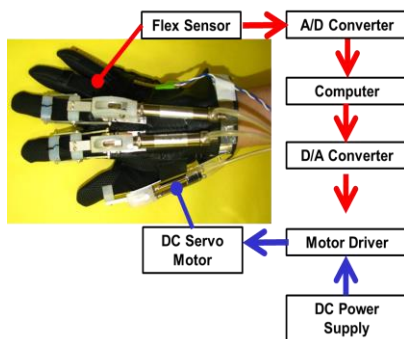 Flex Sensor
A/D Converter
Computer
D/A Converter
DC Servo
Motor
Motor Driver
DC Power
Supply